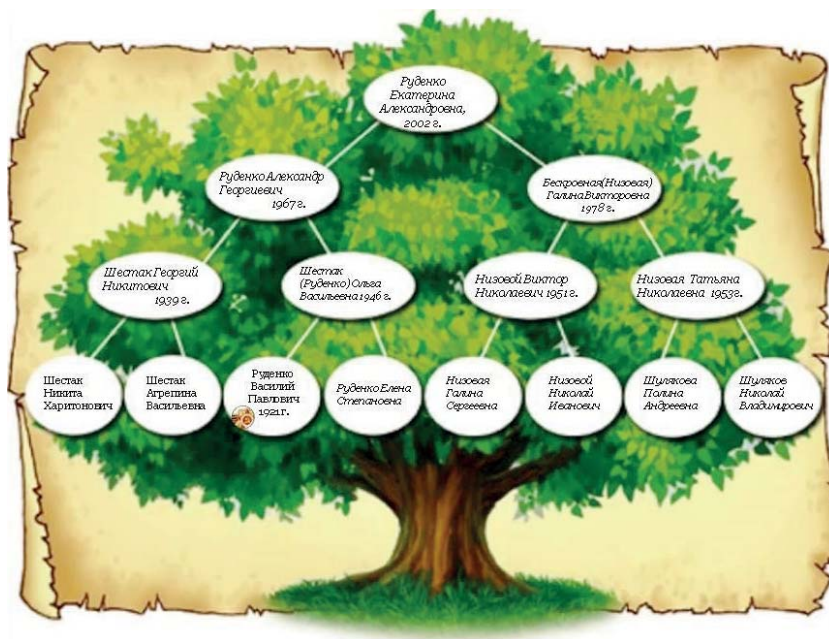 Руденко
Екатерина
Александровна,
2002 г.
Руденко Александр
Георгиевич
1967 г.
Бескровная (Низовая)
Галина Викторовна
1978 г.
Шестак Георгий
Никитович
1939 г.
Шестак
(Руденко) Ольга
Васильевна 1946 г.
Низовой Виктор
Николаевич 1951 г.
Низовая Татьяна
Николаевна 1953 г.
Шестак
Никита
Харитонович
Шестак
Агрепина
Васильевна
Руденко
Василий
Павлович
1921 г.
Руденко Елена
Степановна
Низовая
Галина
Сергеевна
Низовой
Николай
Иванович
Шулякова
Полина
Андреевна
Шуляков
Николай
Владимирович